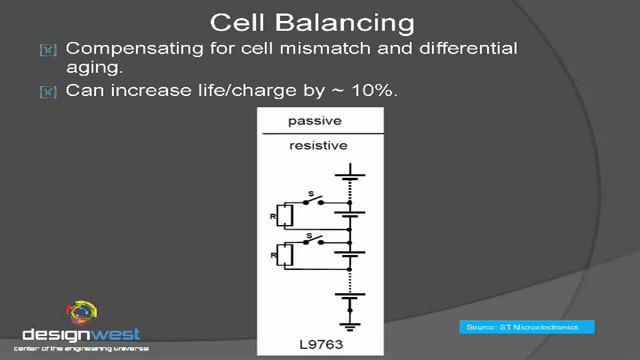 Cell Balancing
Compensating for cell mismatch and differential
aging.
Can increase life/charge by ~ 10%.
passive
resistive
S
R
S
R
L9763
designwest
center of the engineering universe
Source: ST Microelectronics